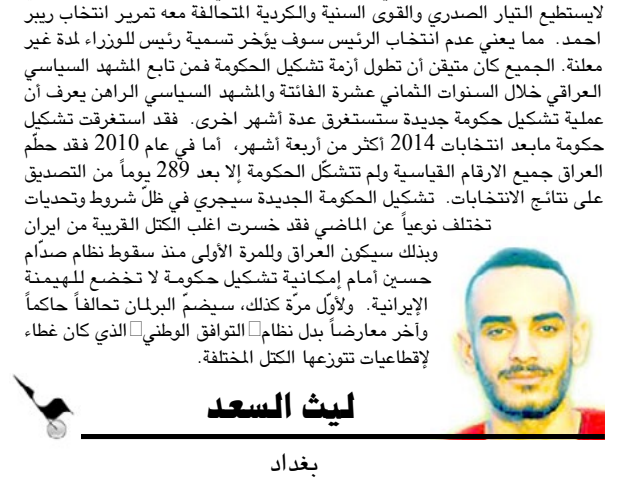 لايستطيع التيار الصدري والقوى السنية والكردية المتحالفة معه تمرير انتخاب ريبر
احمد. مما يعني عدم انتخاب الرئيس سوف يؤخر تسمية رئيس للوزراء لمدة غير
معلنة. الجميع كان متيقن أن تطول أزمة تشكيل الحكومة فمن تابع المشهد السياسي
العراقي خلال السنوات الثماني عشرة الفائتة والمشهد السياسي الراهن يعرف أن
عملية تشكيل حكومة جديدة ستستغرق عدة أشهر اخرى. فقد استغرقت تشكيل
حكومة مابعد انتخابات 2014 أكثر من أربعة أشهر، أما في عام 2010 فقد حطّم
العراق جميع الارقام القياسية ولم تتشكّل الحكومة إلا بعد 289 يوماً من التصديق
على نتائج الانتخابات. تشكيل الحكومة الجديدة سيجري في ظلّ شروط وتحديات
تختلف نوعياً عن الماضي فقد خسرت اغلب الكتل القريبة من ايران
وبذلك سيكون العراق وللمرة الأولى منذ سقوط نظام صدّام
حسين أمام إمكانية تشكيل حكومة لا تخضع للهيمنة
الإيرانية. ولأوّل مرّة كذلك، سيضمّ البرلمان تحالفاً حاكماً
وآخر معارضاً بدل نظام التوافق الوطني الذي كان غطاء
لإقطاعيات تتوزعها الكتل المختلفة.
ليث السعد
بغداد